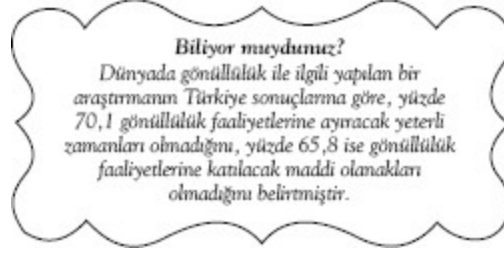 Biliyor muydunuz?
Dünyada gönüllülük ile ilgili yapılan bir
araştırmanın Türkiye sonuçlarına göre, yüzde
70,1 gönüllülük faaliyetlerine ayıracak yeterli
zamanları olmadığını, yüzde 65,8 ise gönüllülük
faaliyetlerine katılacak maddi olanakları
olmadığını belirtmiştir.